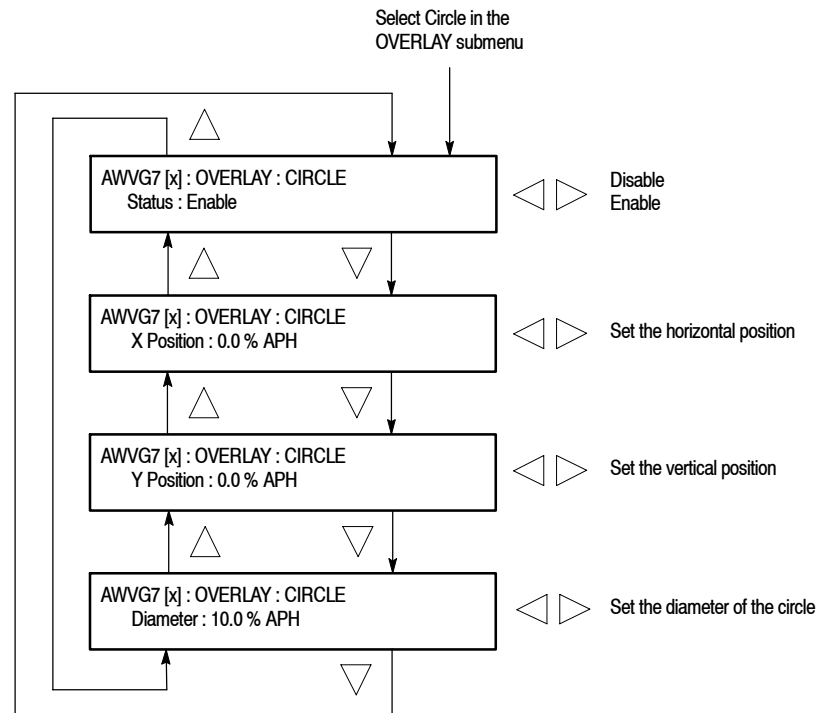 Select Circle in the
OVERLAY submenu
AWVG7 [x] : OVERLAY : CIRCLE
Status : Enable
Disable
Enable
AWVG7 [x] : OVERLAY : CIRCLE
X Position : 0.0 % APH
Set the horizontal position
AWVG7 [x] : OVERLAY : CIRCLE
Y Position : 0.0 % APH
Set the vertical position
AWVG7 [x] : OVERLAY : CIRCLE
Diameter : 10.0 % APH
Set the diameter of the circle